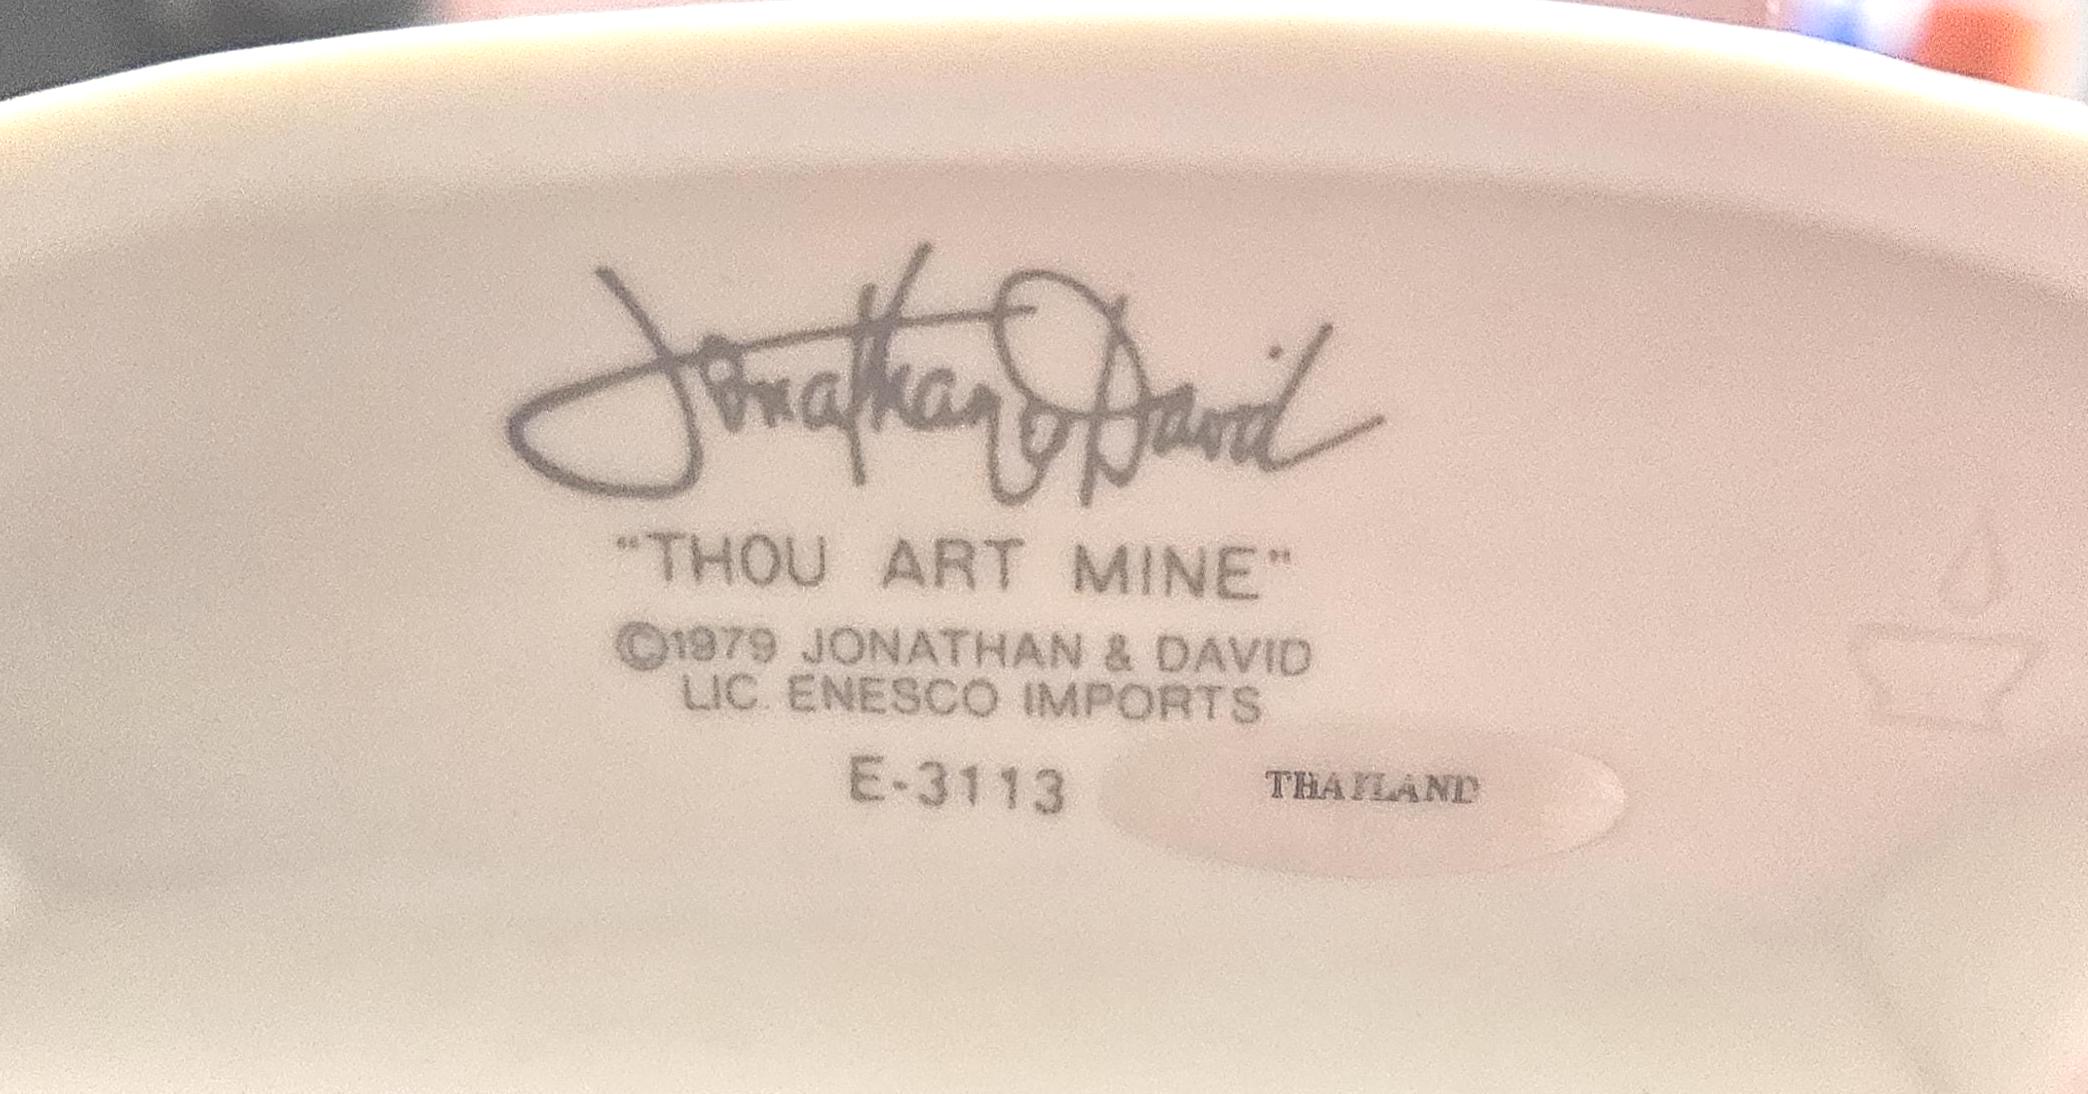 Jonathan & David
"THOU ART MINE"
©1979 JONATHAN & DAVID
LIC. ENESCO IMPORTS
E-3113
THAILAND